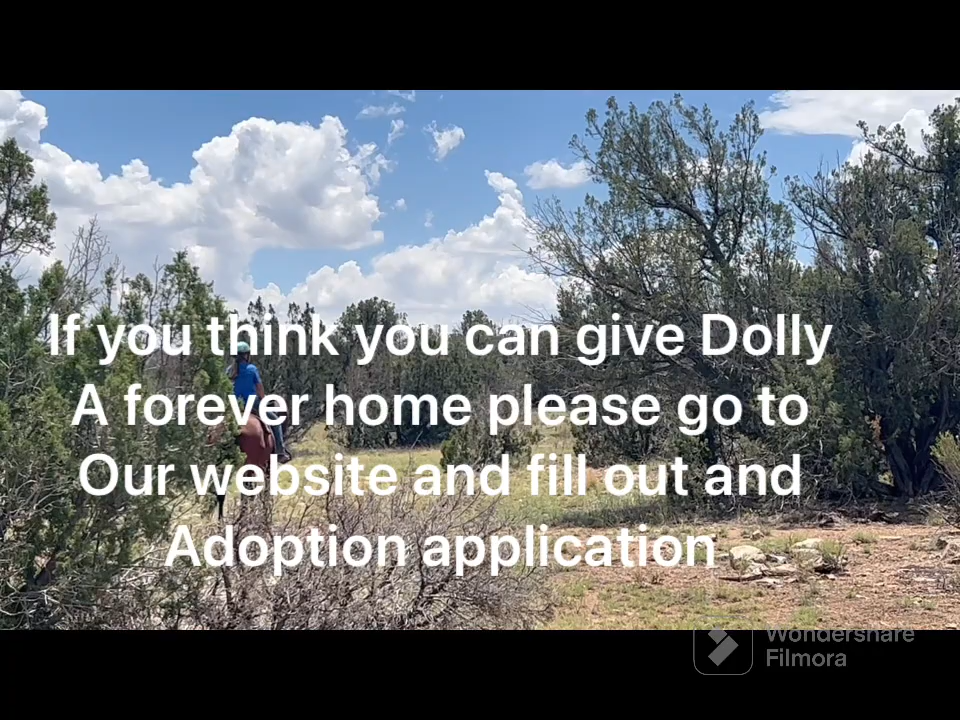 If you think you can give Dolly
A forever home please go to
Our website and fill out and
Adoption application
Wondershare
Filmora